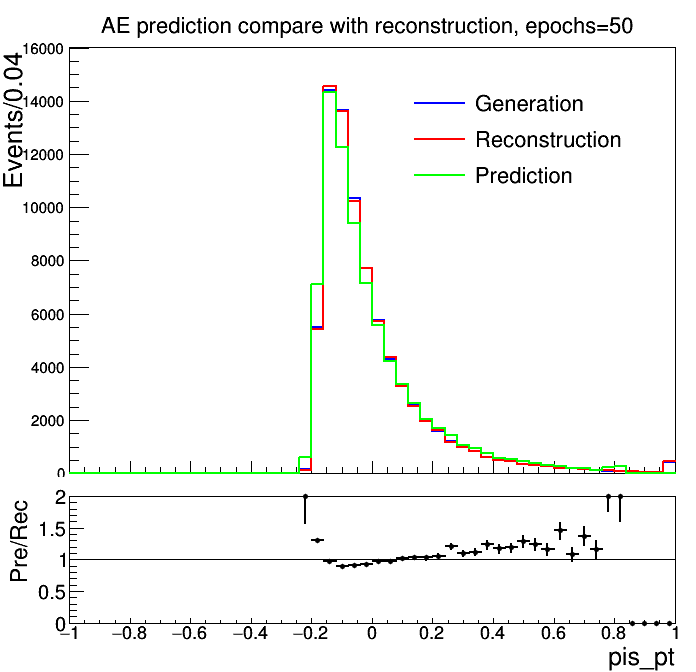 AE prediction compare with reconstruction, epochs=50
Events/0.04
16000
14000
12000
10000
8000
6000
4000
2000
0
Generation
Reconstruction
Prediction
Pre/Rec
2
1.5
1
0.5
0
−1 −0.8 −0.6 −0.4 −0.2 0 0.2 0.4 0.6 0.8 1
pis_pt